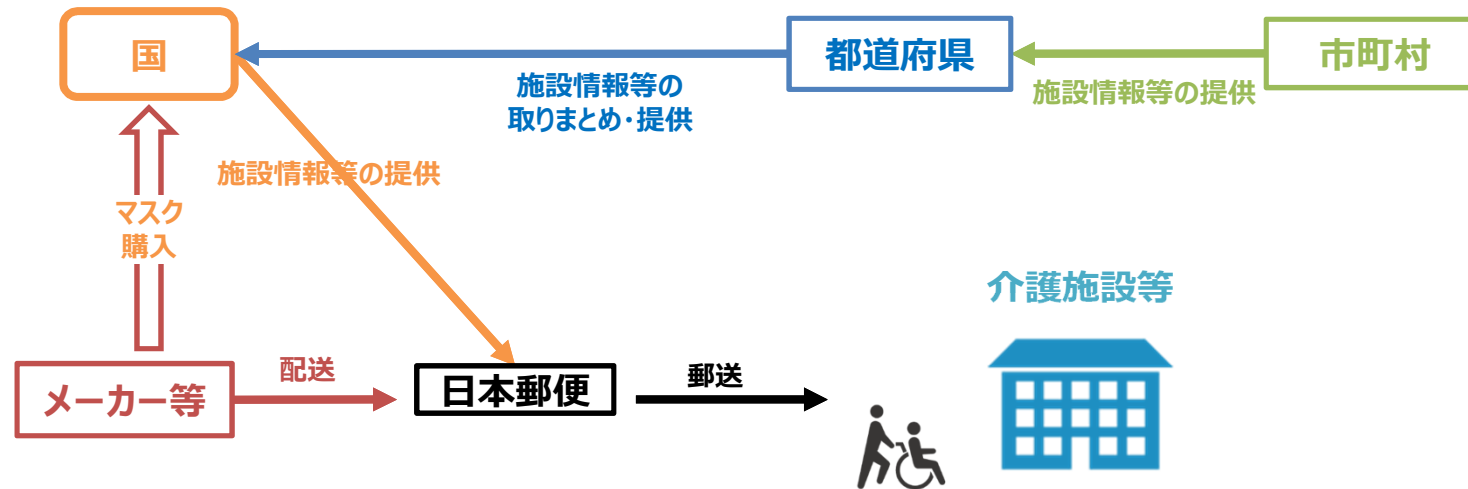 国
都道府県
市町村
施設情報等の
取りまとめ・提供
施設情報等の提供
施設情報等の提供
マスク
購入
介護施設等
メーカー等
配送
日本郵便
郵送